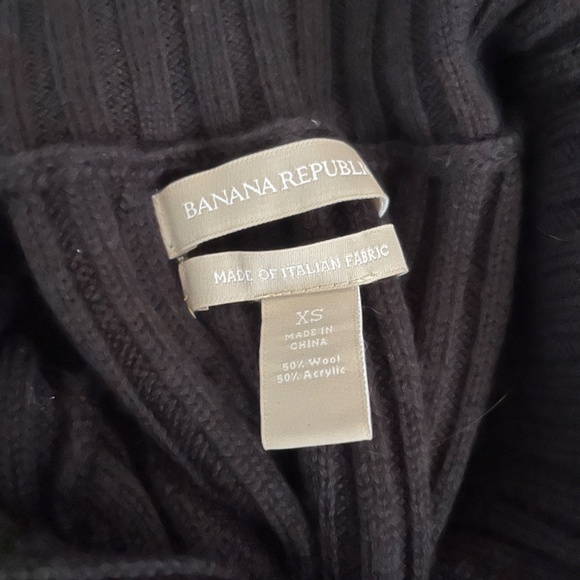 BANANA REPUBLI
MADE OF ITALIAN FABRIC
XS
MADE IN
CHINA
50% Wool
50% Acrylic